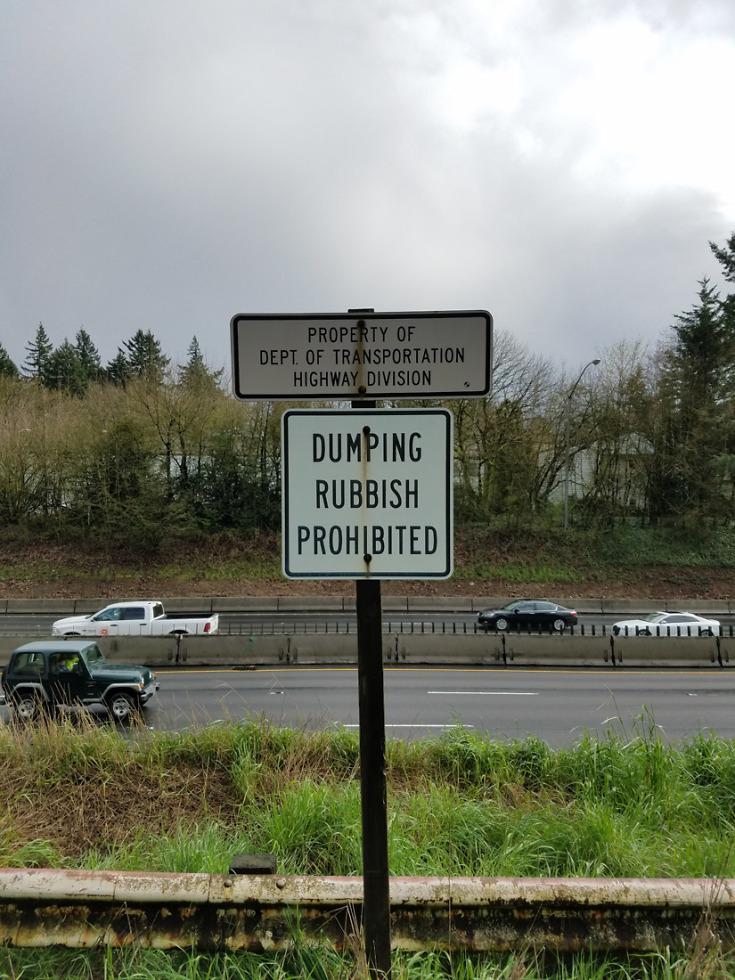 PROPERTY OF
DEPT. OF TRANSPORTATION
HIGHWAY DIVISION
DUMPING
RUBBISH
PROHIBITED